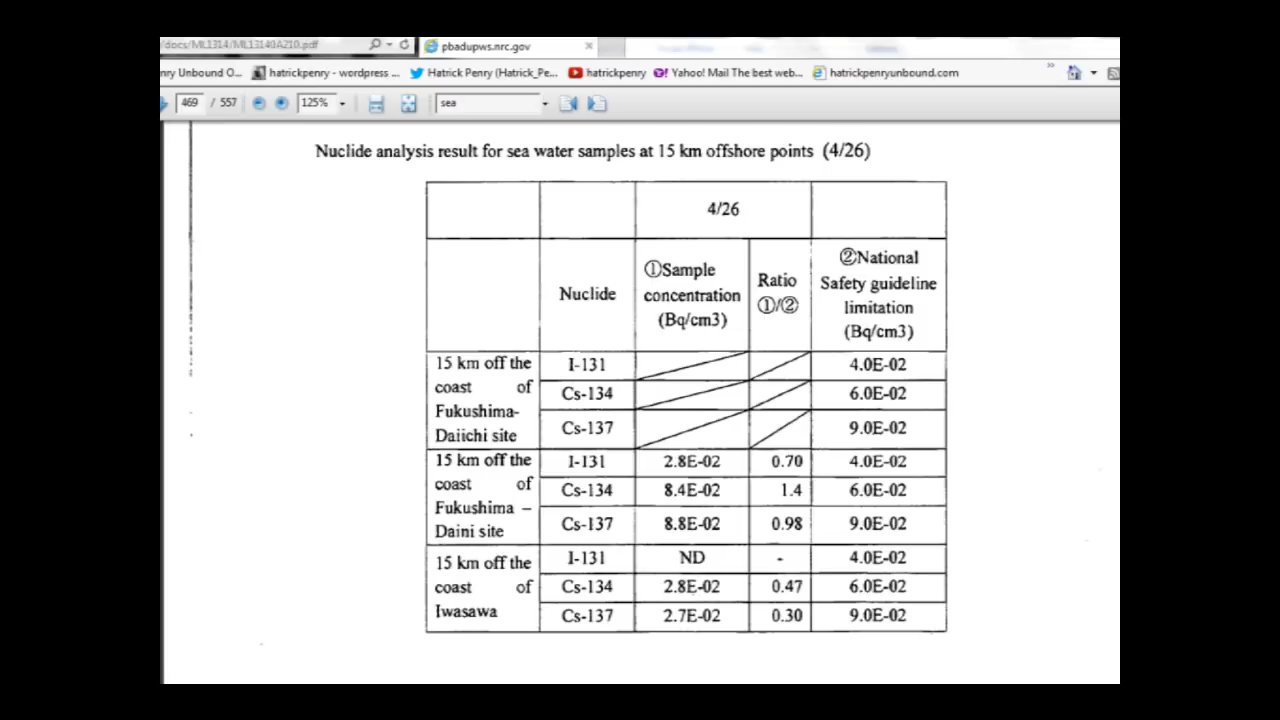 /docs/ML1314/ML13140A210.pdf
pbadupws.nrc.gov
nry Unbound O... hatrickpenry - wordpress ... Hatrick Penry (Hatrick_Pe... hatrickpenry Yahoo! Mail The best web... hatrickpenryunbound.com »
469 / 557 125% sea
Nuclide analysis result for sea water samples at 15 km offshore points (4/26)
4/26
Nuclide
①Sample
concentration
(Bq/cm3)
Ratio
①/②
②National
Safety guideline
limitation
(Bq/cm3)
15 km off the
coast of
Fukushima-
Daiichi site
I-131 4.0E-02
Cs-134 6.0E-02
Cs-137 9.0E-02
15 km off the
coast of
Fukushima –
Daini site
I-131 2.8E-02 0.70 4.0E-02
Cs-134 8.4E-02 1.4 6.0E-02
Cs-137 8.8E-02 0.98 9.0E-02
15 km off the
coast of
Iwasawa
I-131 ND - 4.0E-02
Cs-134 2.8E-02 0.47 6.0E-02
Cs-137 2.7E-02 0.30 9.0E-02